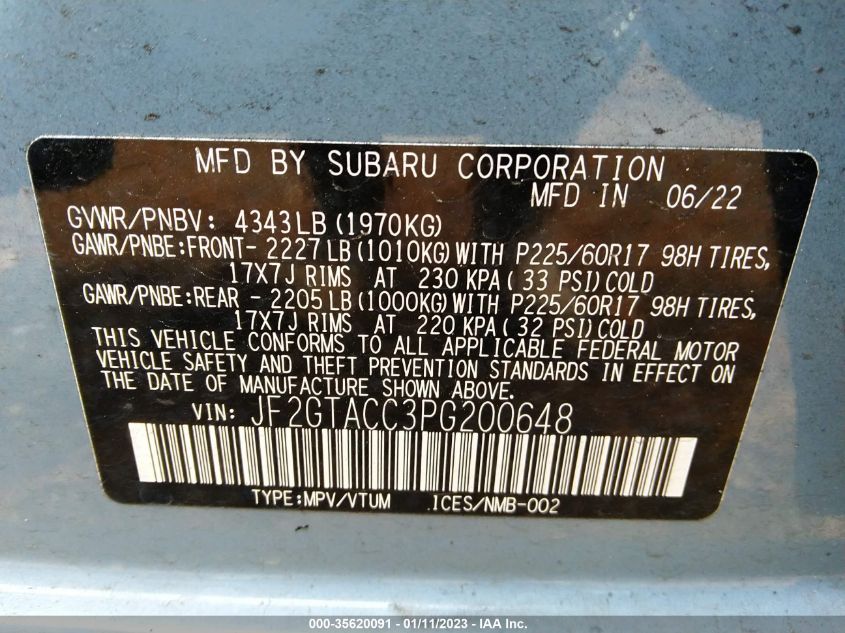 MFD BY SUBARU CORPORATION
MFD IN 06/22
GVWR/PNBV: 4343LB (1970KG)
GAWR/PNBE:FRONT- 2227LB (1010KG) WITH P225/60R17 98H TIRES,
17X7J RIMS AT 230 KPA( 33 PSI) COLD
GAWR/PNBE:REAR - 2205LB (1000KG) WITH P225/60R17 98H TIRES,
17X7J RIMS AT 220 KPA( 32 PSI) COLD
THIS VEHICLE CONFORMS TO ALL APPLICABLE FEDERAL MOTOR
VEHICLE SAFETY AND THEFT PREVENTION STANDARDS IN EFFECT ON
THE DATE OF MANUFACTURE SHOWN ABOVE.
VIN: JF2GTACC3PG200648
TYPE:MPV/VTUM ICES/NMB-002
000-35620091 - 01/11/2023 - IAA Inc.